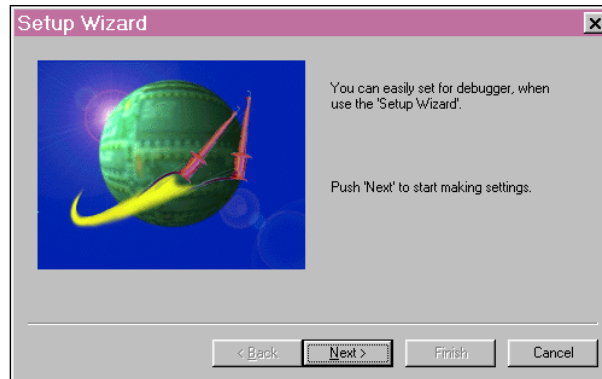 Setup Wizard
You can easily set for debugger, when
use the 'Setup Wizard'.
Push 'Next' to start making settings.
< Back
Next >
Finish
Cancel